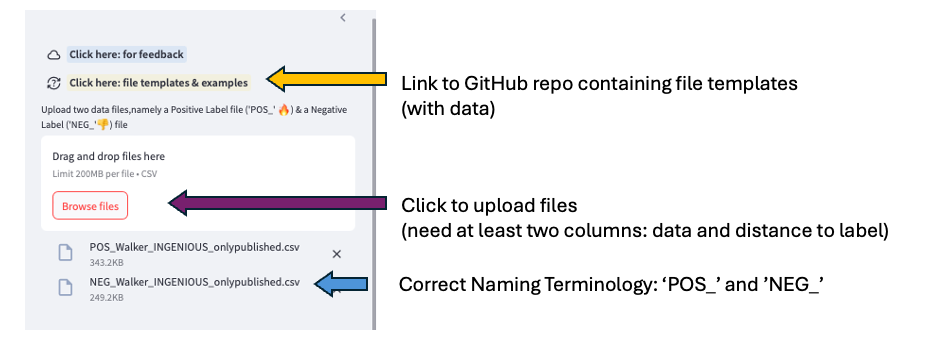 Click here: for feedback
Click here: file templates & examples
Link to GitHub repo containing file templates
(with data)
Upload two data files,namely a Positive Label file ('POS_' 🔥) & a Negative
Label ('NEG_'👎) file
Drag and drop files here
Limit 200MB per file • CSV
Browse files
Click to upload files
(need at least two columns: data and distance to label)
POS_Walker_INGENIOUS_onlypublished.csv
343.2KB
NEG_Walker_INGENIOUS_onlypublished.csv
249.2KB
Correct Naming Terminology: ‘POS_’ and ’NEG_’